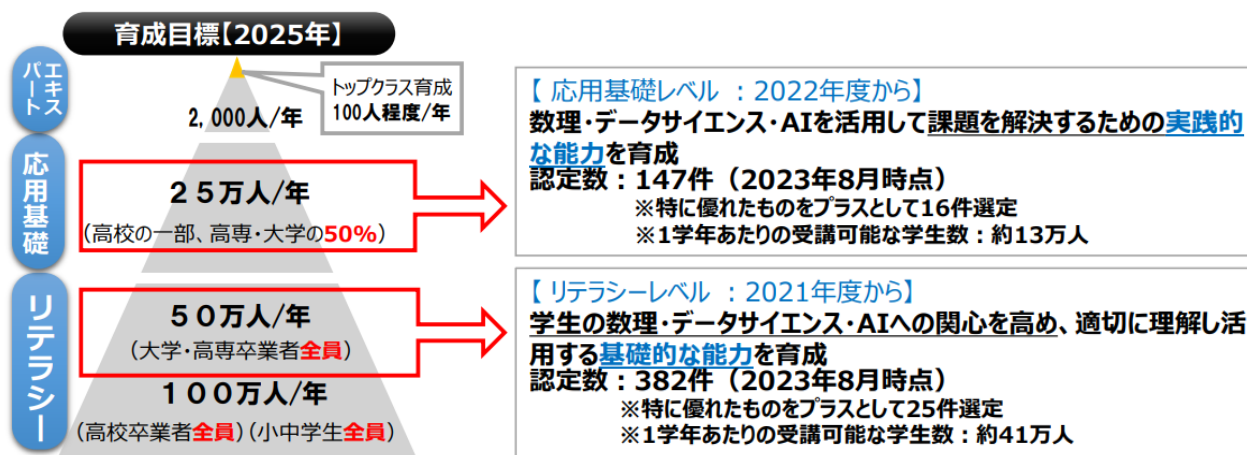 育成目標【2025年】
エキスパート
トップクラス育成
100人程度/年
2,000人/年
応用基礎
25万人/年
(高校の一部、高専・大学の50%)
リテラシー
50万人/年
(大学・高専卒業者全員)
100万人/年
(高校卒業者全員)(小中学生全員)
【 応用基礎レベル : 2022年度から】
数理・データサイエンス・AIを活用して課題を解決するための実践的
な能力を育成
認定数:147件(2023年8月時点)
※特に優れたものをプラスとして16件選定
※1学年あたりの受講可能な学生数:約13万人
【 リテラシーレベル : 2021年度から】
学生の数理・データサイエンス・AIへの関心を高め、適切に理解し活
用する基礎的な能力を育成
認定数:382件(2023年8月時点)
※特に優れたものをプラスとして25件選定
※1学年あたりの受講可能な学生数:約41万人